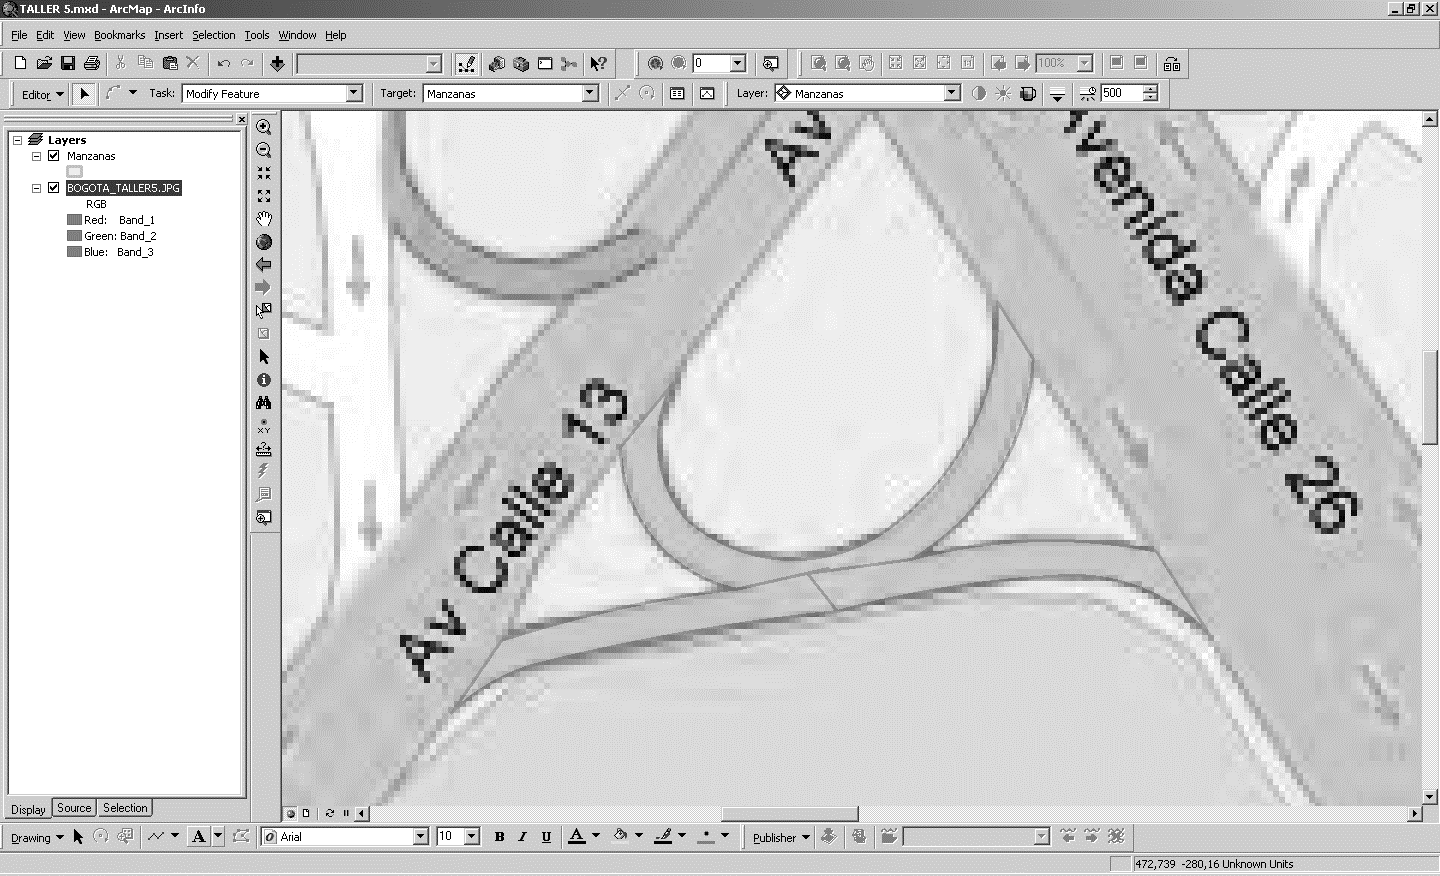 TALLER 5.mxd - ArcMap - ArcInfo
File Edit View Bookmarks Insert Selection Tools Window Help
0
100%
Editor Task: Modify Feature Target: Manzanas Layer: Manzanas 500
Layers
Manzanas
BOGOTA_TALLER5.JPG
RGB
Red: Band_1
Green: Band_2
Blue: Band_3
XY
Av
Avenida Calle 26
Av Calle 13
Display Source Selection
Drawing A Arial 10 B I U A Publisher
472,739 -280,16 Unknown Units